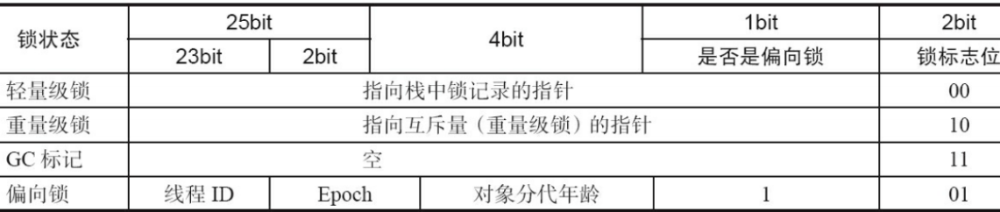 锁状态 25bit 4bit 1bit 2bit
23bit 2bit 是否是偏向锁 锁标志位
轻量级锁 指向栈中锁记录的指针 00
重量级锁 指向互斥量（重量级锁）的指针 10
GC 标记 空 11
偏向锁 线程 ID Epoch 对象分代年龄 1 01